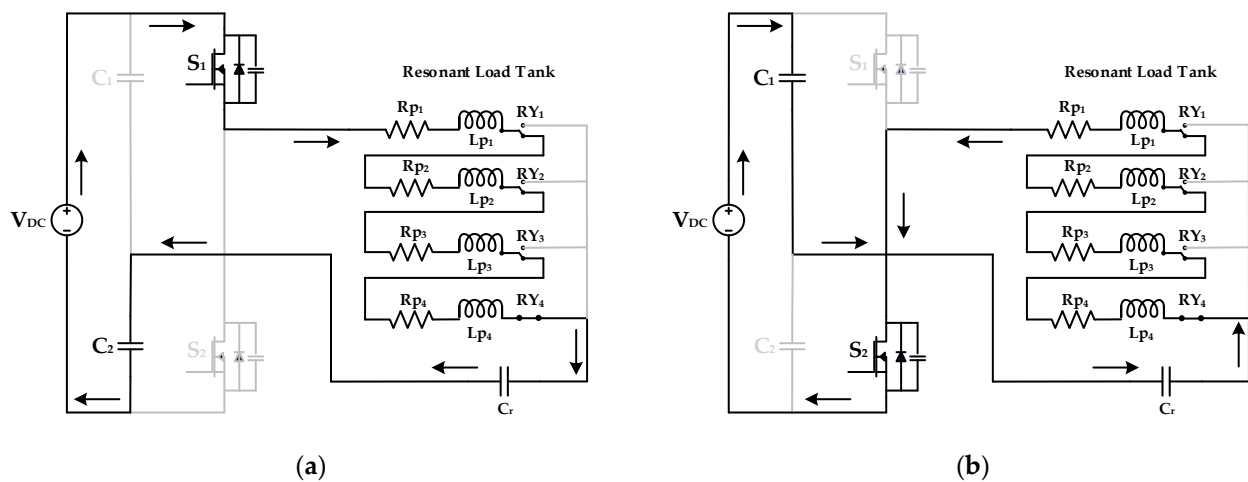 S1
C1
Resonant Load Tank
Rp1
Lp1
RY1
Rp2
Lp2
RY2
VDC
+
−
Rp3
Lp3
RY3
Rp4
Lp4
RY4
C2
S2
Cr
(a)
C1
S1
Resonant Load Tank
Rp1
Lp1
RY1
Rp2
Lp2
RY2
VDC
+
−
Rp3
Lp3
RY3
Rp4
Lp4
RY4
C2
S2
Cr
(b)